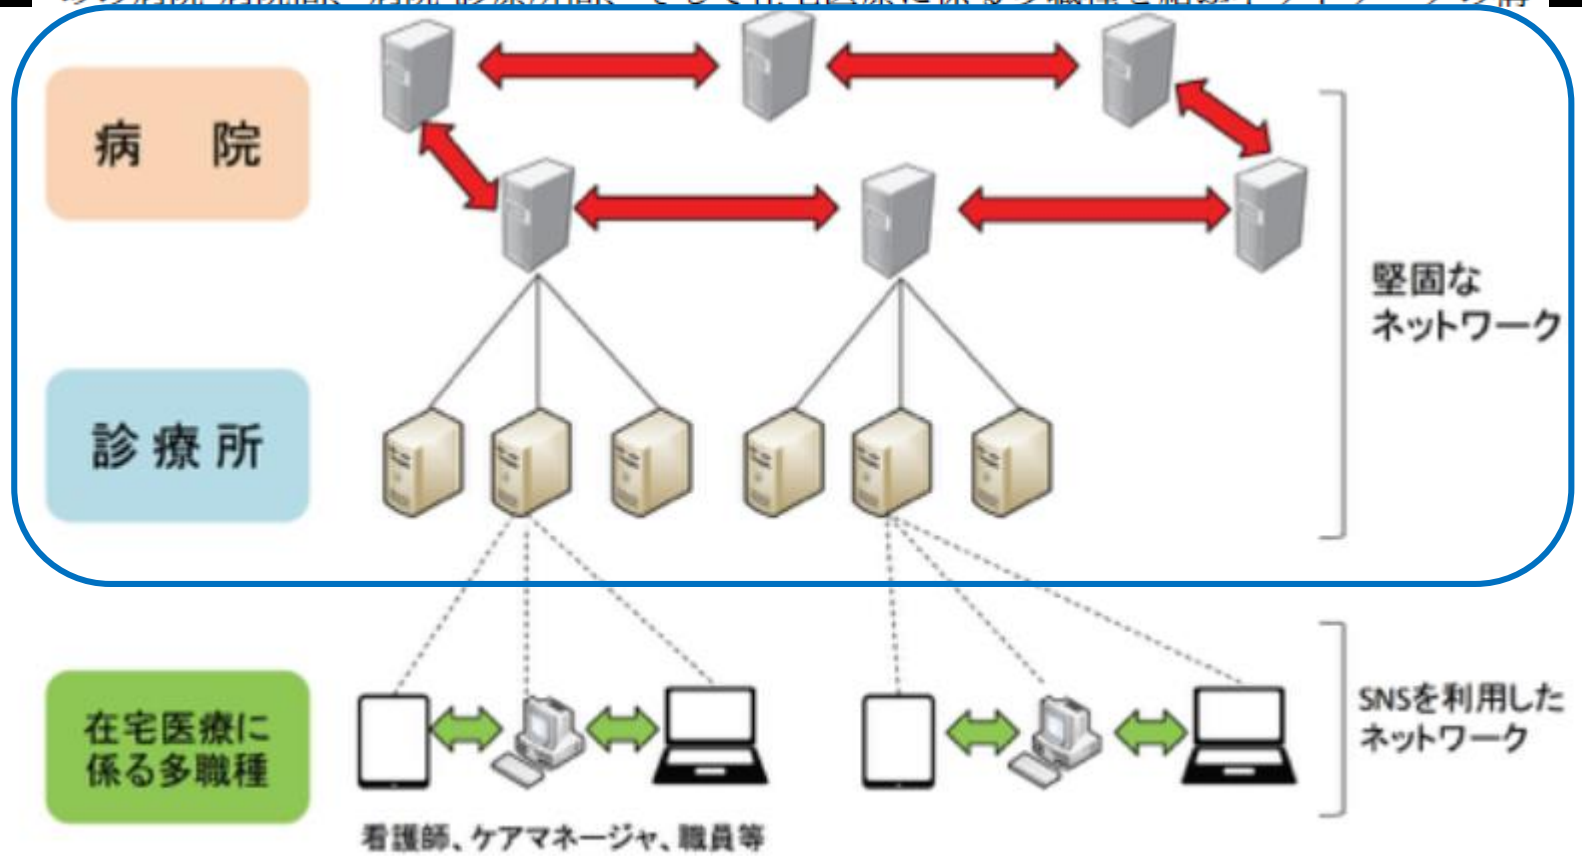 病 院
堅固な
ネットワーク
診 療 所
在宅医療に
係る多職種
SNSを利用した
ネットワーク
看護師、ケアマネージャ、職員等